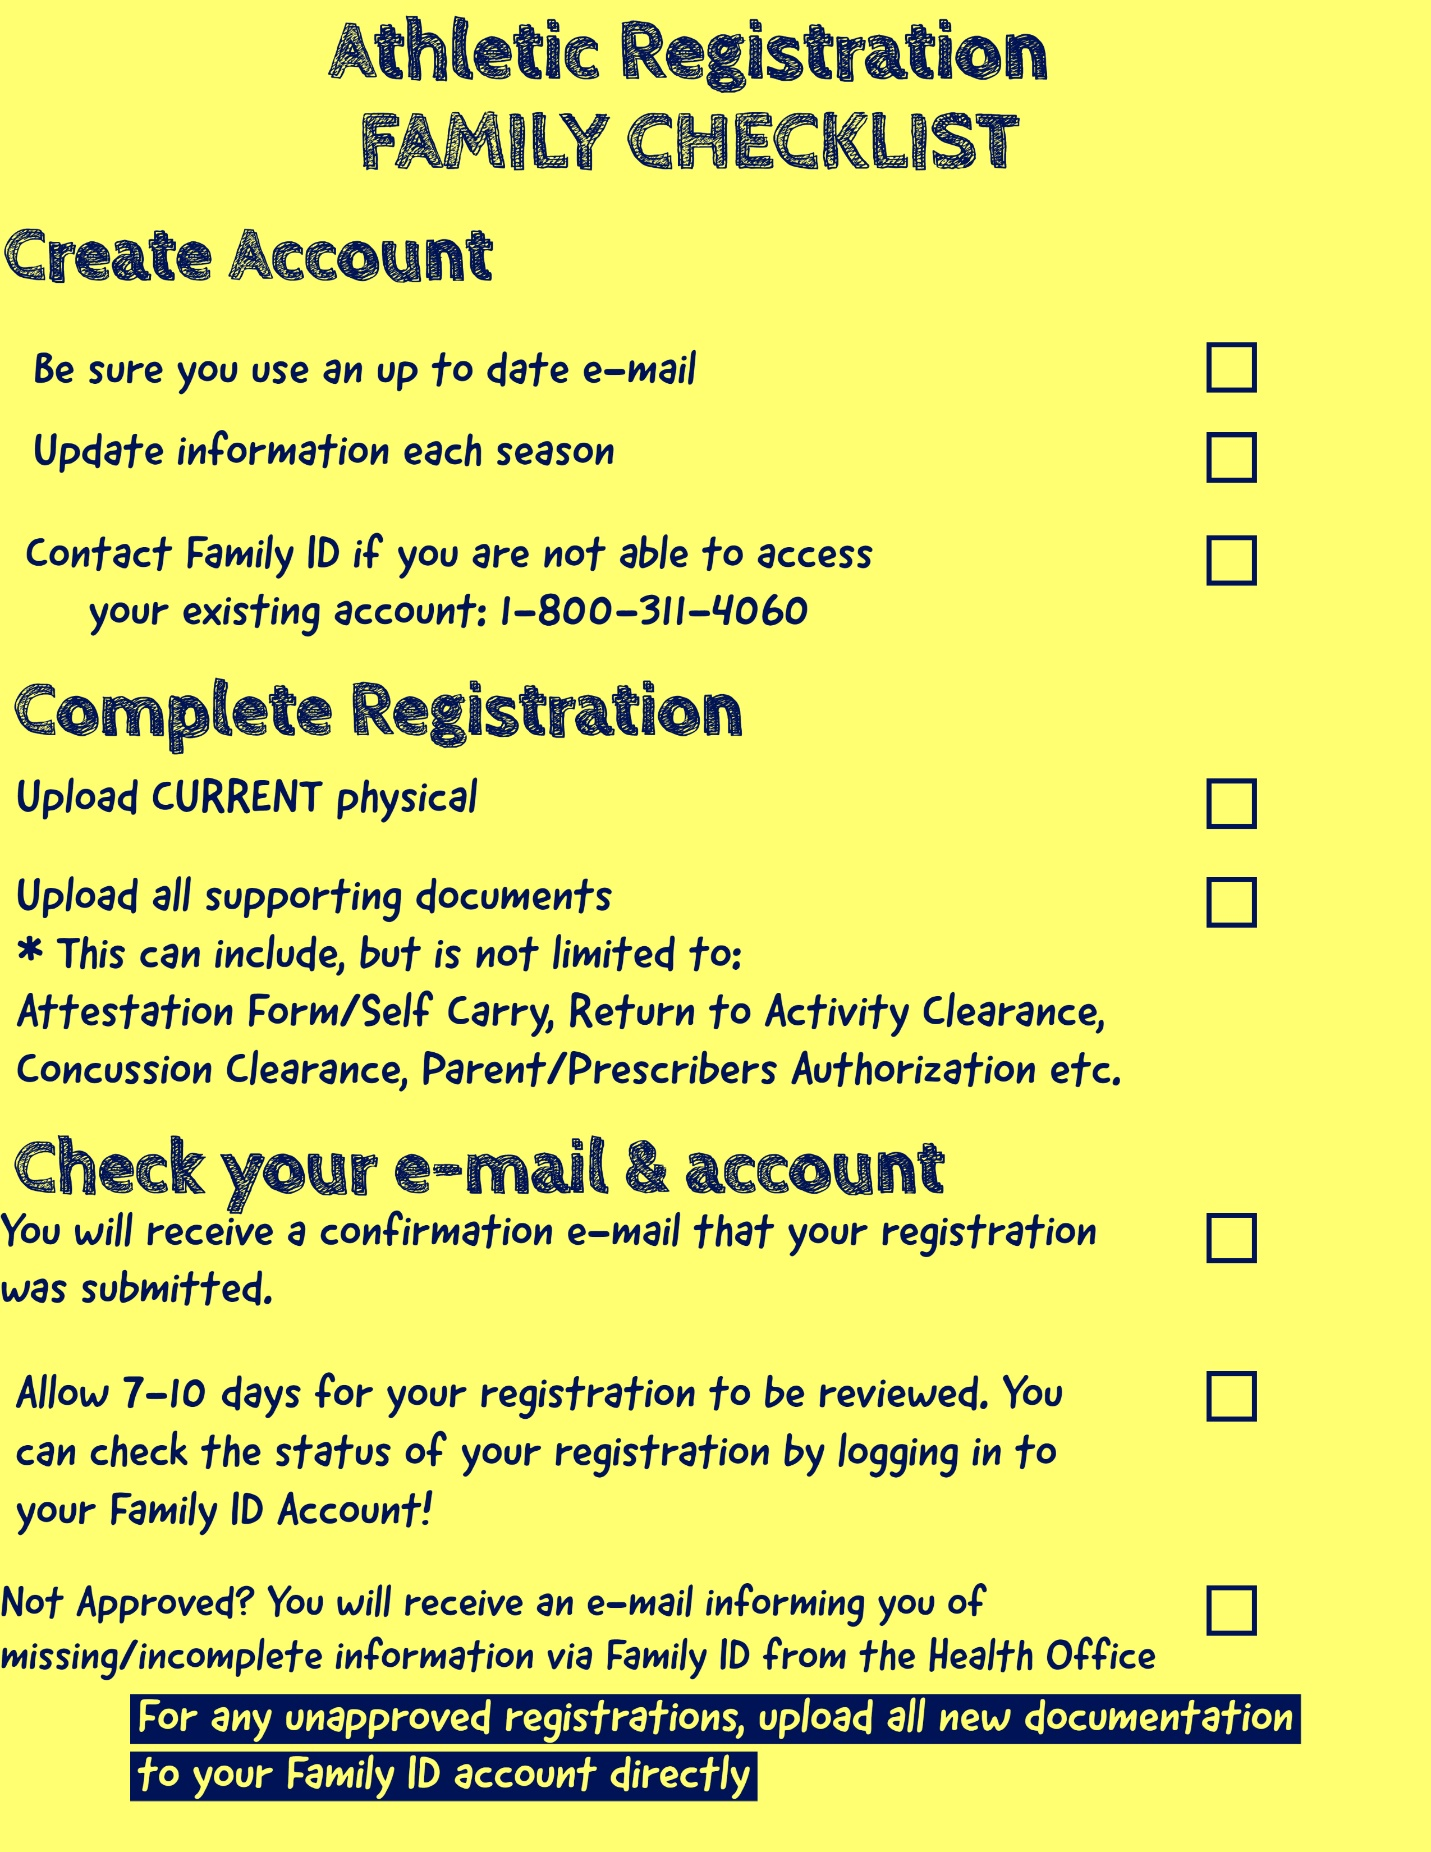 Athletic Registration
FAMILY CHECKLIST
Create Account
Be sure you use an up to date e-mail
Update information each season
Contact Family ID if you are not able to access
your existing account: 1-800-311-4060
Complete Registration
Upload CURRENT physical
Upload all supporting documents
* This can include, but is not limited to:
Attestation Form/Self Carry, Return to Activity Clearance,
Concussion Clearance, Parent/Prescribers Authorization etc.
Check your e-mail & account
You will receive a confirmation e-mail that your registration
was submitted.
Allow 7-10 days for your registration to be reviewed. You
can check the status of your registration by logging in to
your Family ID Account!
Not Approved? You will receive an e-mail informing you of
missing/incomplete information via Family ID from the Health Office
For any unapproved registrations, upload all new documentation
to your Family ID account directly